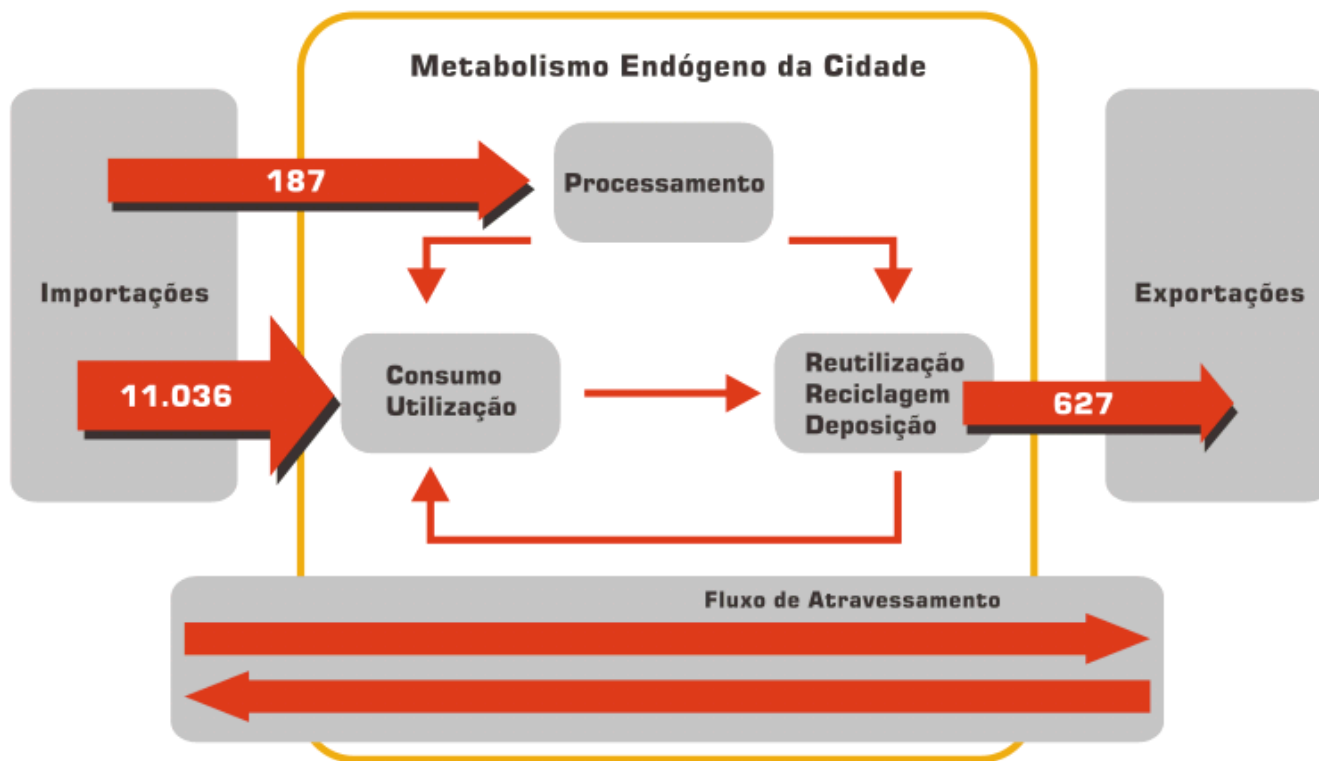 Metabolismo Endógeno da Cidade
187
Processamento
Importações
Exportações
11.036
Consumo
Utilização
Reutilização
Reciclagem
Deposição
627
Fluxo de Atravessamento